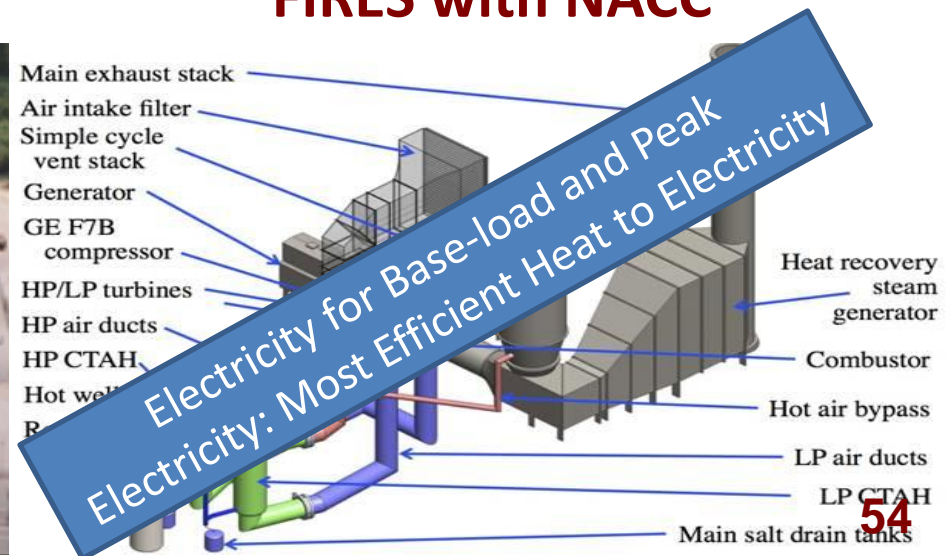 FIRES with NACC
Main exhaust stack
Air intake filter
Simple cycle
vent stack
Generator
GE F7B
compressor
HP/LP turbines
HP air ducts
HP CTAH
Hot
Electricity for Base-load and Peak
Electricity: Most Efficient Heat to Electricity
Heat recovery
steam
generator
Combustor
Hot air bypass
LP air ducts
LP CTAH
Main salt drain tanks
54